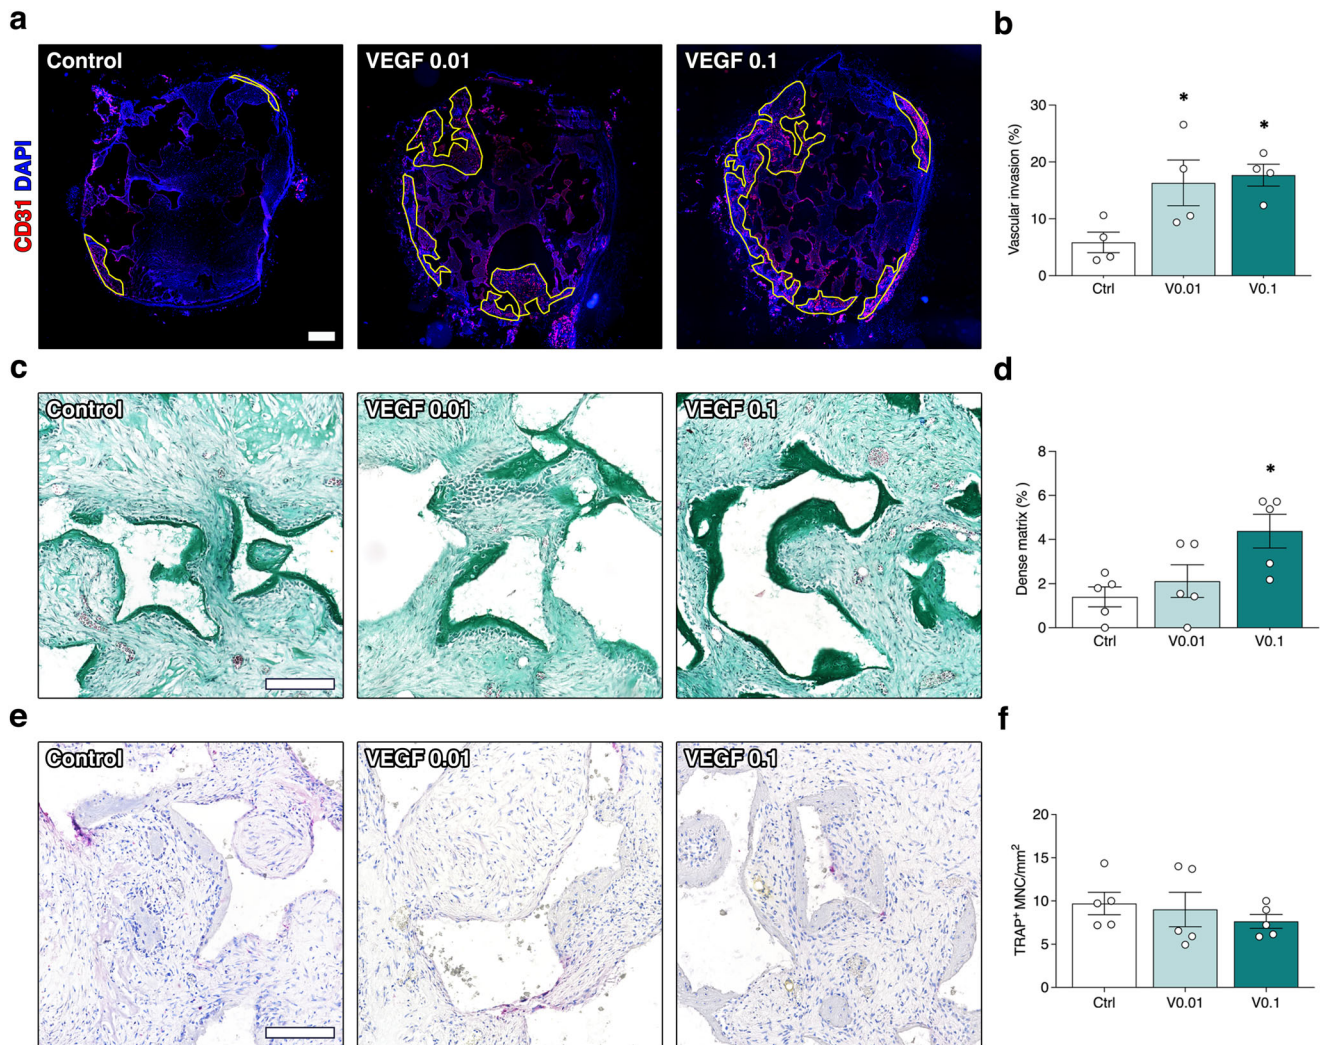 a
Control
VEGF 0.01
VEGF 0.1
CD31 DAPI
b
Vascular invasion (%)
30
20
10
0
*
*
Ctrl
V0.01
V0.1
c
Control
VEGF 0.01
VEGF 0.1
d
Dense matrix (% )
8
6
4
2
0
*
Ctrl
V0.01
V0.1
e
Control
VEGF 0.01
VEGF 0.1
f
TRAP⁺ MNC/mm²
20
15
10
5
0
Ctrl
V0.01
V0.1